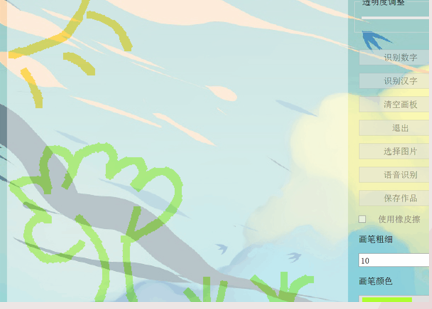 透明度调整
识别数字
识别汉字
清空画板
退出
选择图片
语音识别
保存作品
使用橡皮擦
画笔粗细
10
画笔颜色